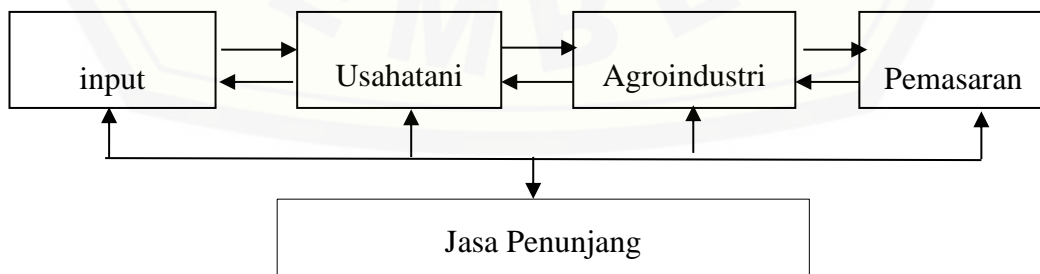 input
Usahatani
Agroindustri
Pemasaran
Jasa Penunjang